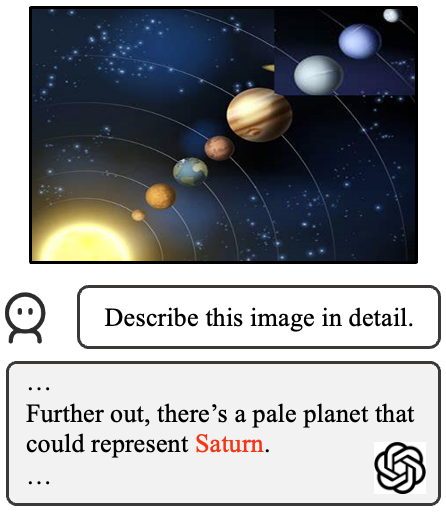 Describe this image in detail.
…
Further out, there’s a pale planet that
could represent Saturn.
…